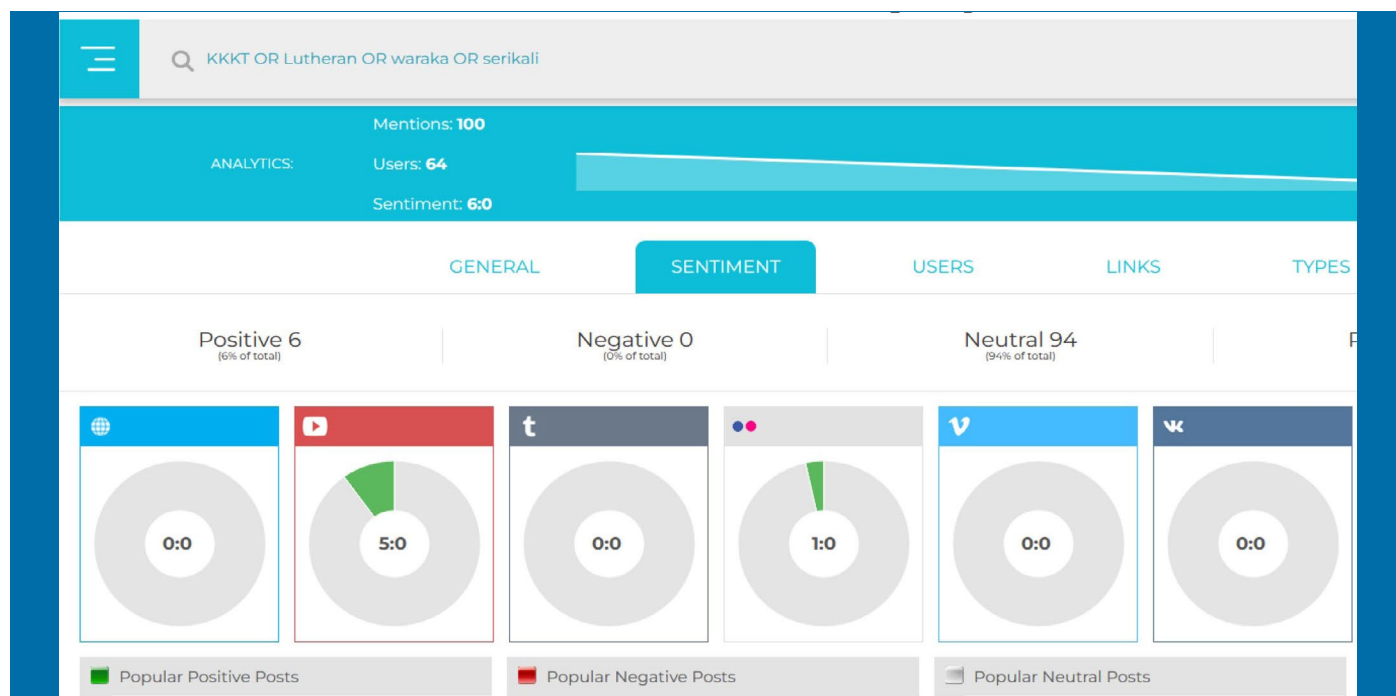 KKKT OR Lutheran OR waraka OR serikali
Mentions: 100
ANALYTICS:
Users: 64
Sentiment: 6:0
GENERAL
SENTIMENT
USERS
LINKS
TYPES
Positive 6
(6% of total)
Negative 0
(0% of total)
Neutral 94
(94% of total)
t
0:0
5:0
0:0
1:0
0:0
0:0
Popular Positive Posts
Popular Negative Posts
Popular Neutral Posts